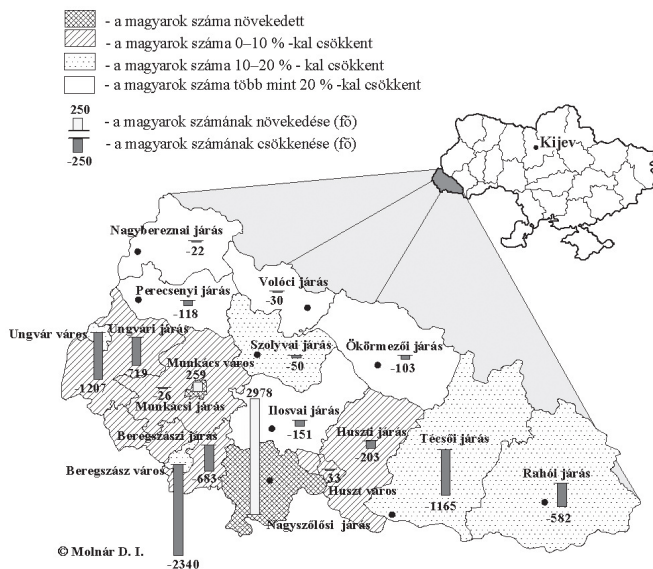 - a magyarok száma növekedett
- a magyarok száma 0–10 % -kal csökkent
- a magyarok száma 10–20 % - kal csökkent
- a magyarok száma több mint 20 % -kal csökkent
250
- a magyarok számának növekedése (fő)
- a magyarok számának csökkenése (fő)
-250
Kijev
Nagybereznai járás
-22
Volóci járás
-30
Perecsenyi járás
-118
Ungvár város
-1207
Ungvári járás
-719
Szolyvai járás
-50
Ökörmezői járás
-103
Munkács város
259
-26
Munkácsi járás
2978
Ilosvai járás
-151
Beregszászi járás
-683
Huszti járás
-203
Técsői járás
-1165
Rahói járás
-582
Beregszász város
-2340
-33
Huszt város
Nagyszőlősi járás
© Molnár D. I.